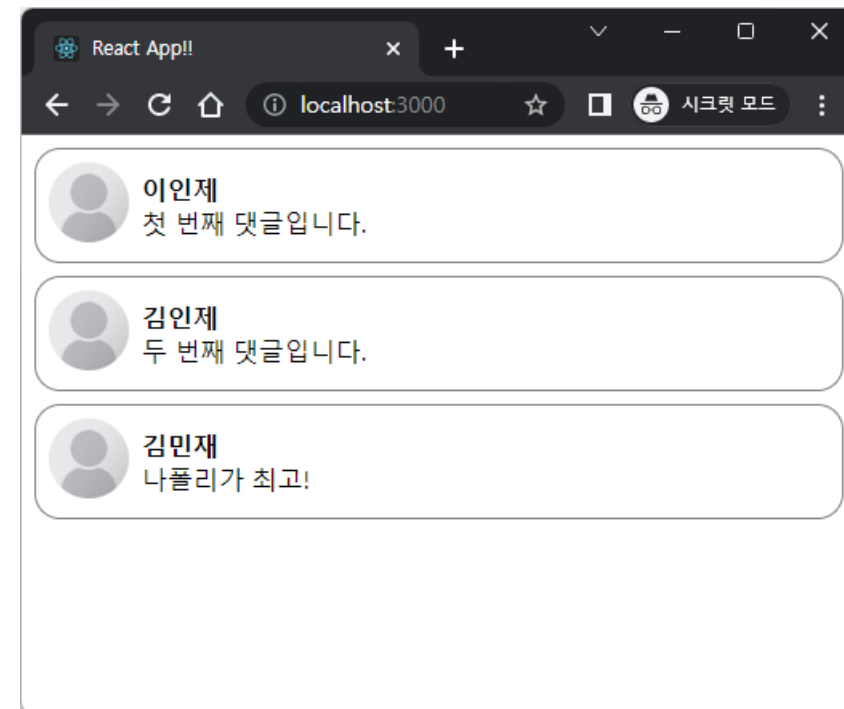 React App!!
localhost:3000
시크릿 모드
이인제
첫 번째 댓글입니다.
김인제
두 번째 댓글입니다.
김민재
나폴리가 최고!